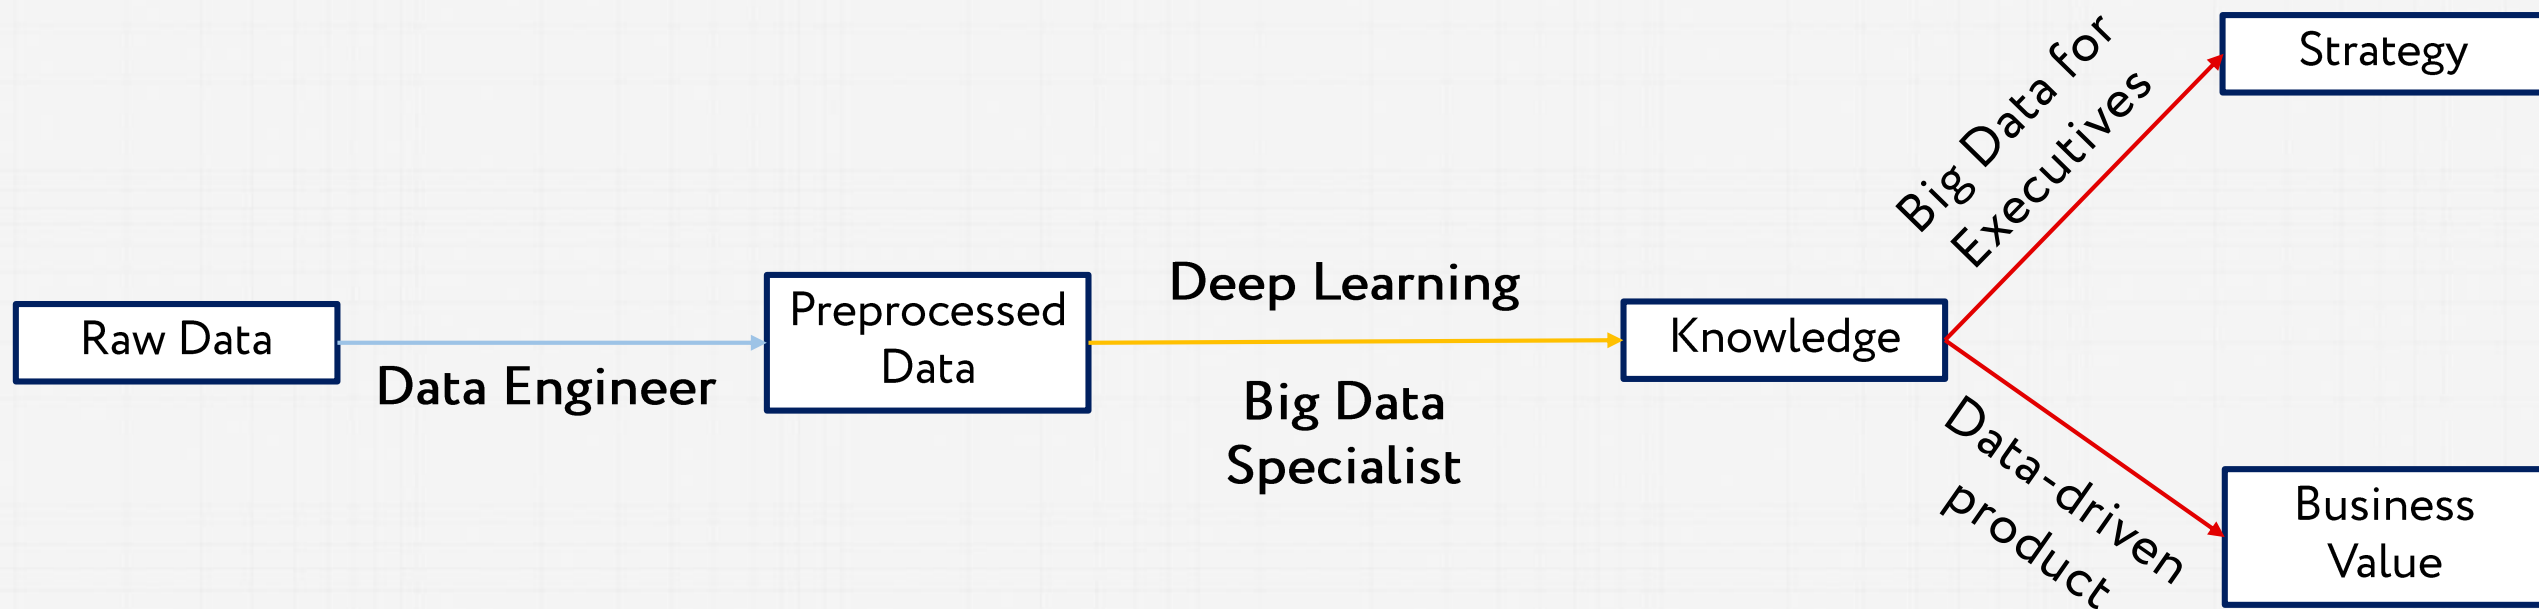 Raw Data
Data Engineer
Preprocessed
Data
Deep Learning
Big Data
Specialist
Knowledge
Big Data for
Executives
Strategy
Data-driven
product
Business
Value